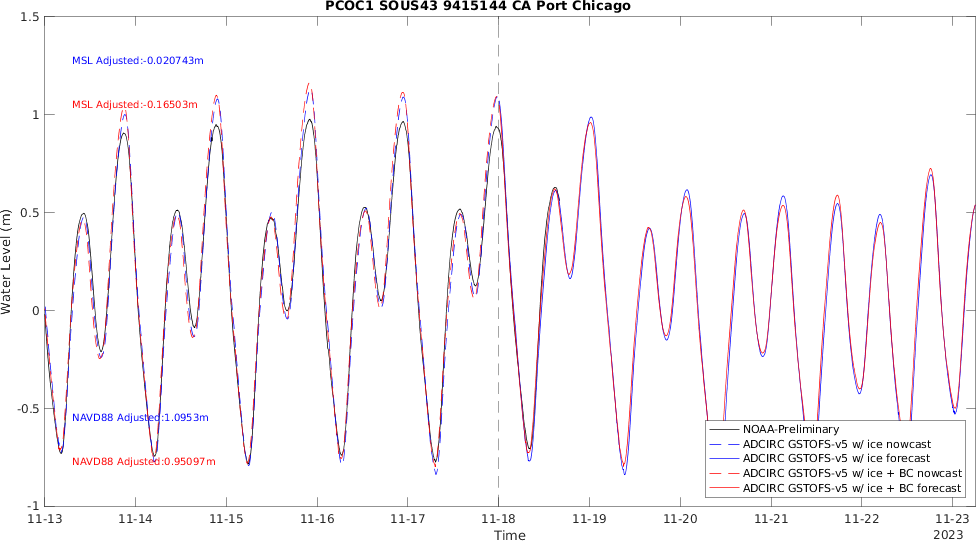 PCOC1 SOUS43 9415144 CA Port Chicago
1.5
MSL Adjusted:-0.020743m
MSL Adjusted:-0.16503m
1
0.5
Water Level (m)
0
-0.5
NAVD88 Adjusted:1.0953m
NAVD88 Adjusted:0.95097m
-1
NOAA-Preliminary
ADCIRC GSTOFS-v5 w/ ice nowcast
ADCIRC GSTOFS-v5 w/ ice forecast
ADCIRC GSTOFS-v5 w/ ice + BC nowcast
ADCIRC GSTOFS-v5 w/ ice + BC forecast
11-13 11-14 11-15 11-16 11-17 11-18 11-19 11-20 11-21 11-22 11-23
Time 2023